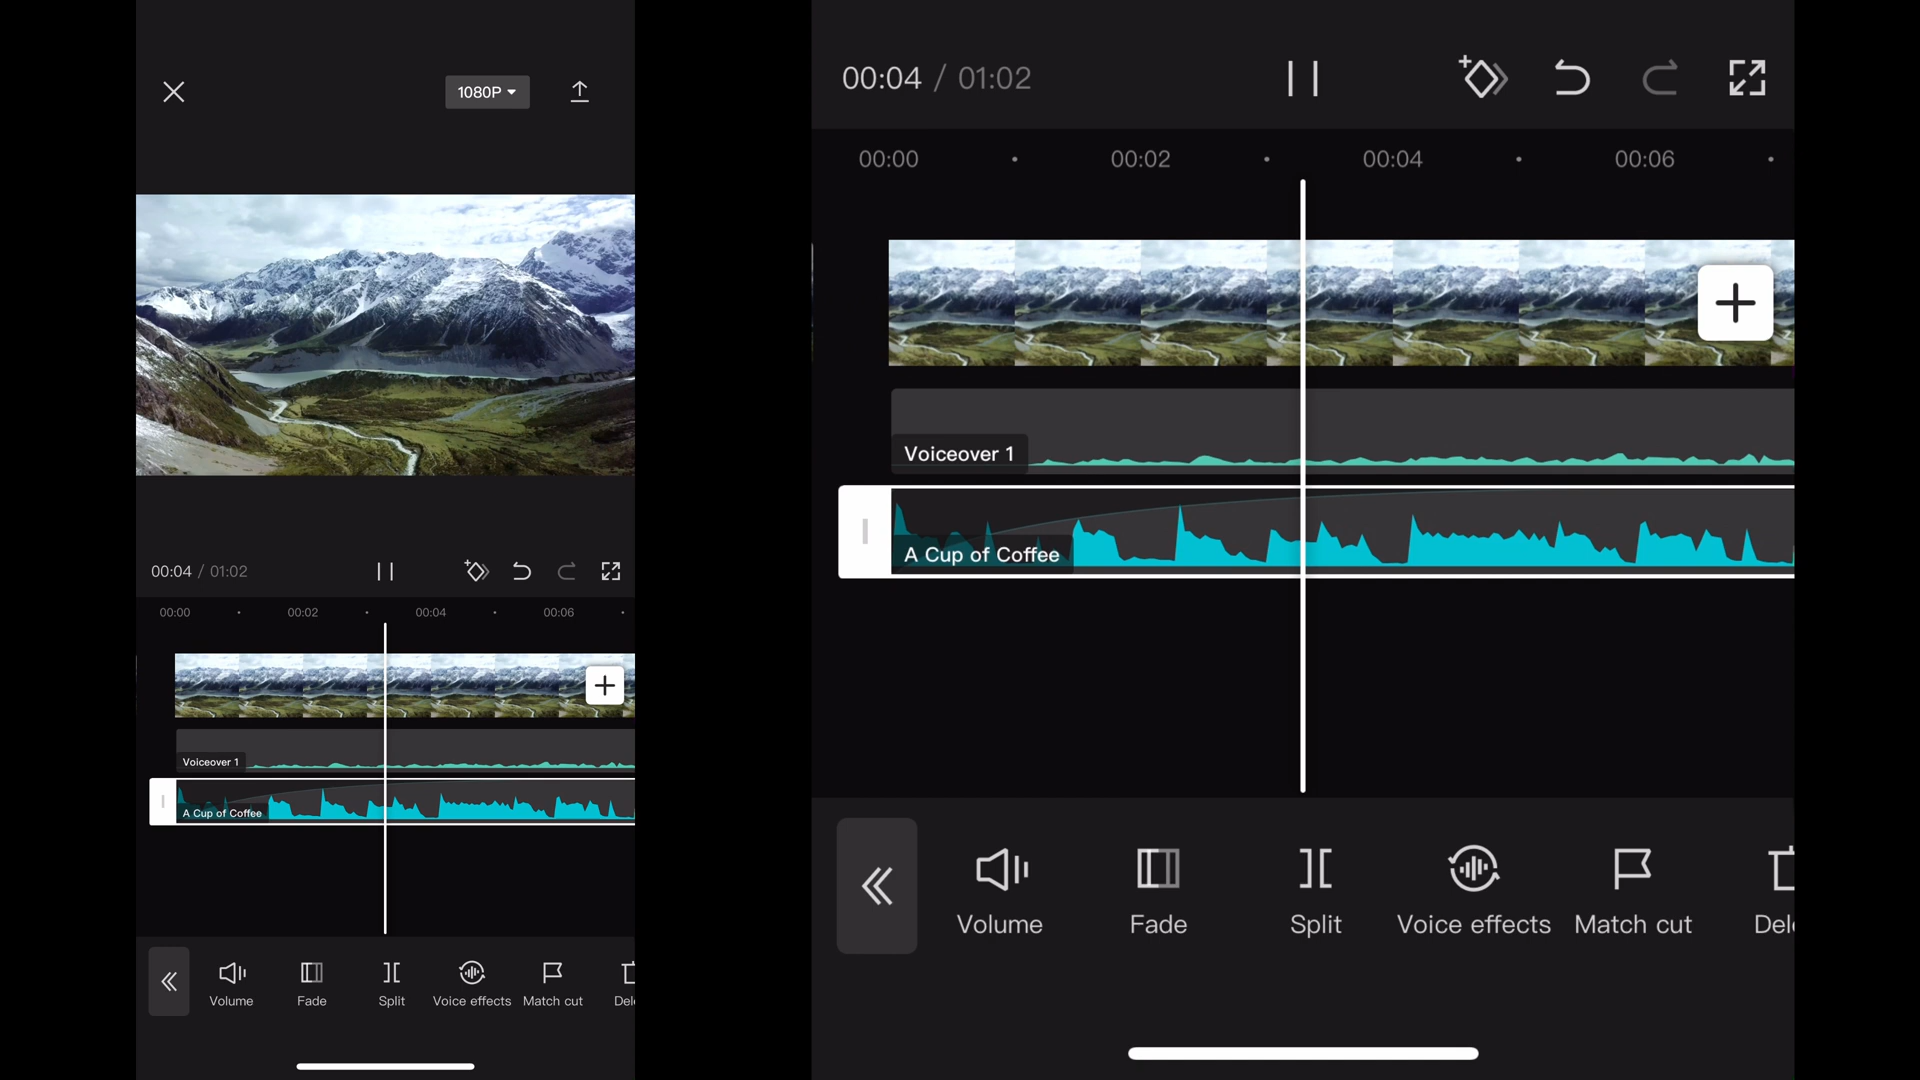 1080P
00:04 / 01:02
00:00 00:02 00:04 00:06
Voiceover 1
A Cup of Coffee
Volume Fade Split Voice effects Match cut Del
00:04 / 01:02
00:00 00:02 00:04 00:06
Voiceover 1
A Cup of Coffee
Volume Fade Split Voice effects Match cut Del